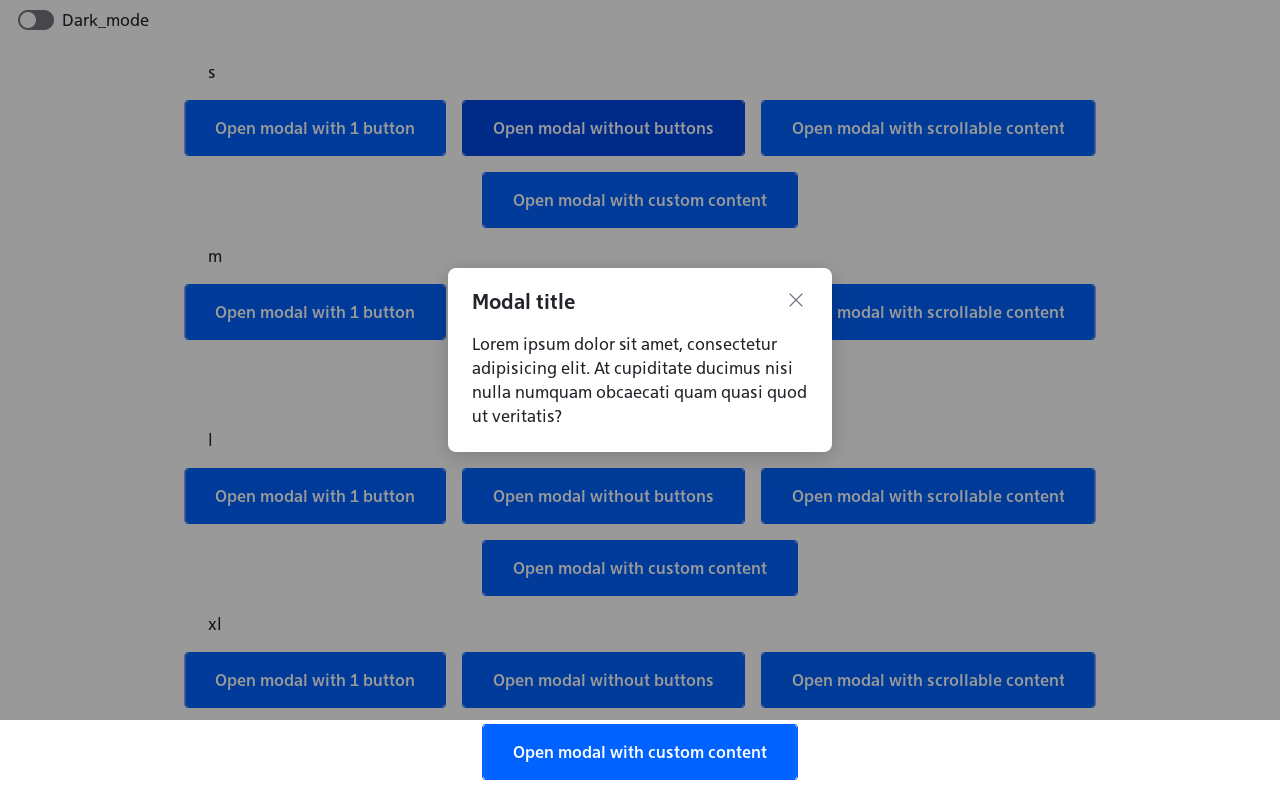 Dark_mode
s
Open modal with 1 button
Open modal without buttons
Open modal with scrollable content
Open modal with custom content
m
Open modal with 1 button
modal with scrollable content
Modal title
Lorem ipsum dolor sit amet, consectetur
adipisicing elit. At cupiditate ducimus nisi
nulla numquam obcaecati quam quasi quod
ut veritatis?
l
Open modal with 1 button
Open modal without buttons
Open modal with scrollable content
Open modal with custom content
xl
Open modal with 1 button
Open modal without buttons
Open modal with scrollable content
Open modal with custom content